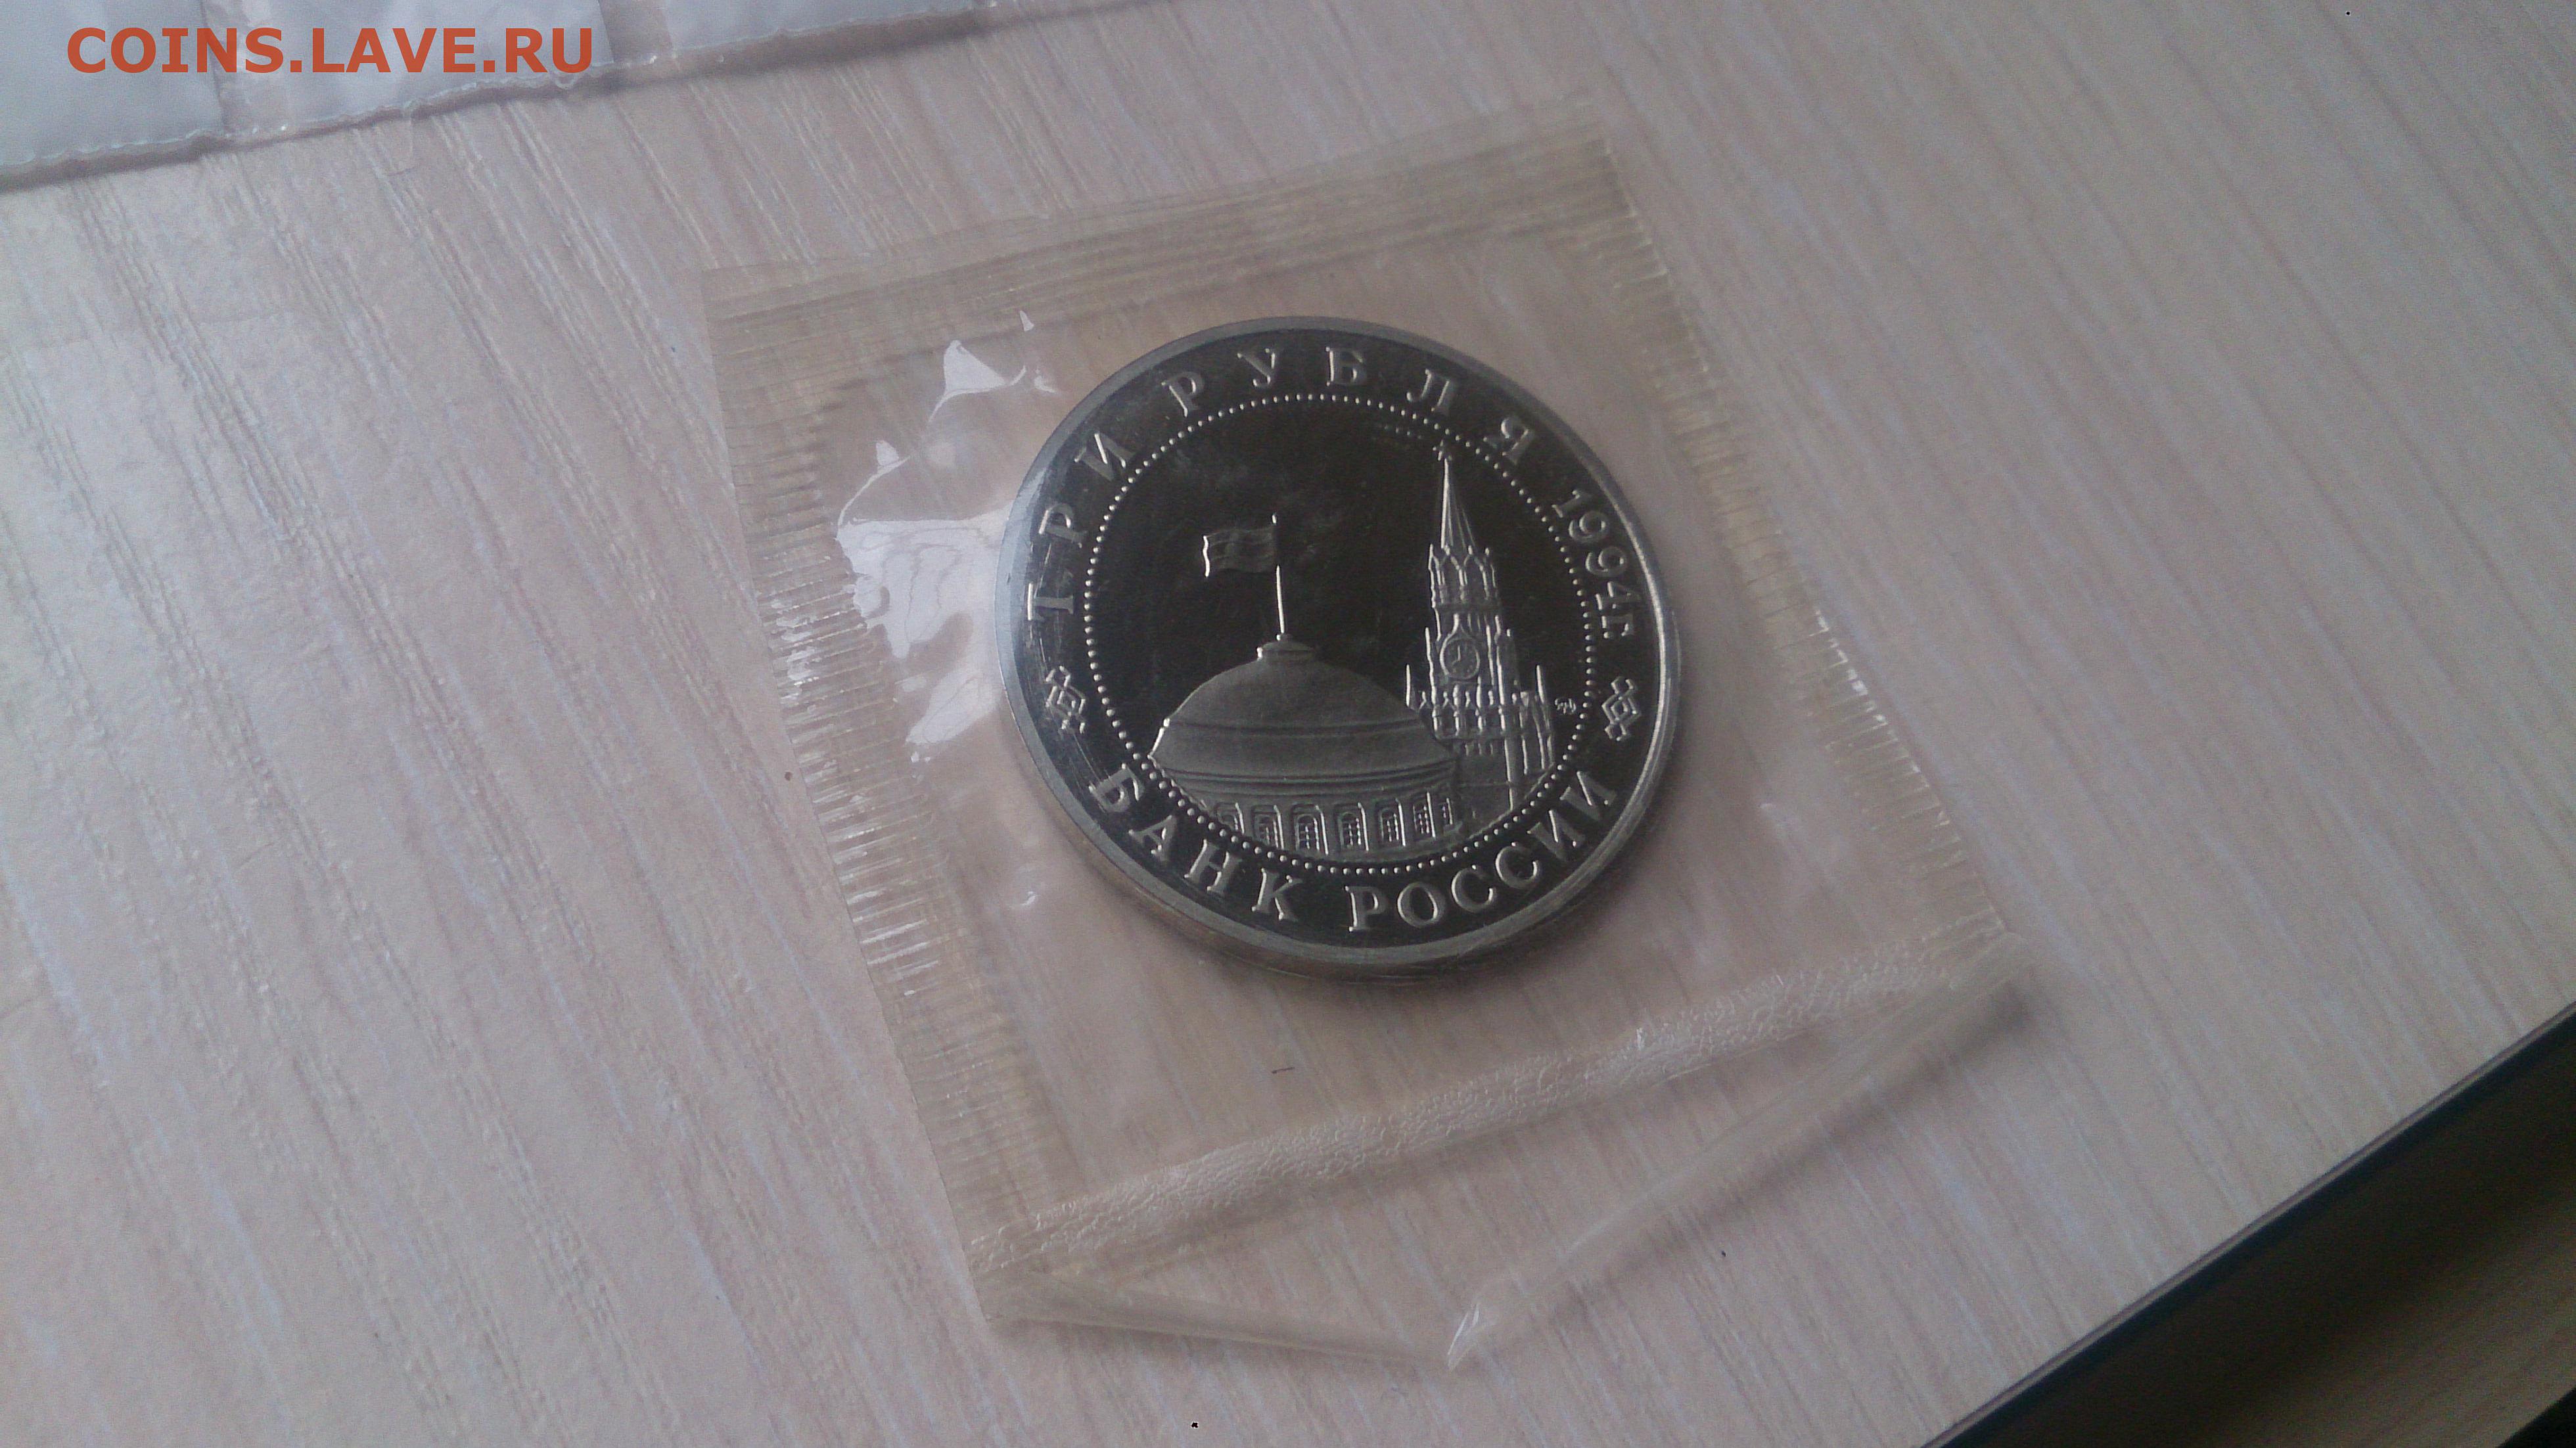 COINS.LAVE.RU
ТРИ РУБЛЯ 1994г.
БАНК РОССИИ